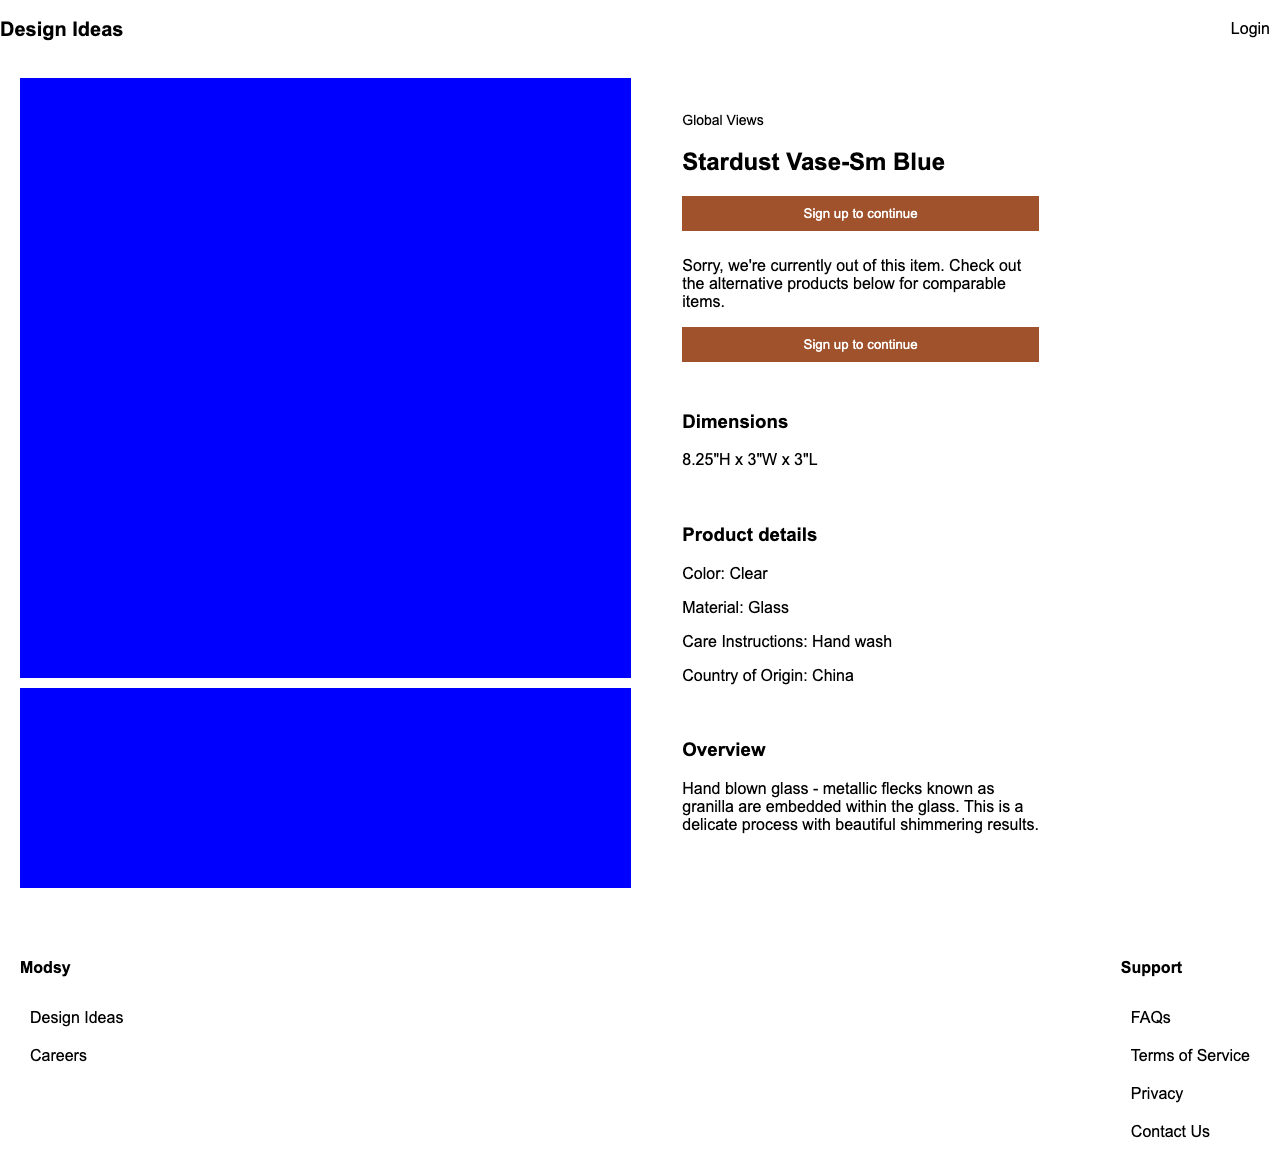 Design Ideas
Login
Global Views
Stardust Vase-Sm Blue
Sign up to continue
Sorry, we're currently out of this item. Check out
the alternative products below for comparable
items.
Sign up to continue
Dimensions
8.25"H x 3"W x 3"L
Product details
Color: Clear
Material: Glass
Care Instructions: Hand wash
Country of Origin: China
Overview
Hand blown glass - metallic flecks known as
granilla are embedded within the glass. This is a
delicate process with beautiful shimmering results.
Modsy
Design Ideas
Careers
Support
FAQs
Terms of Service
Privacy
Contact Us